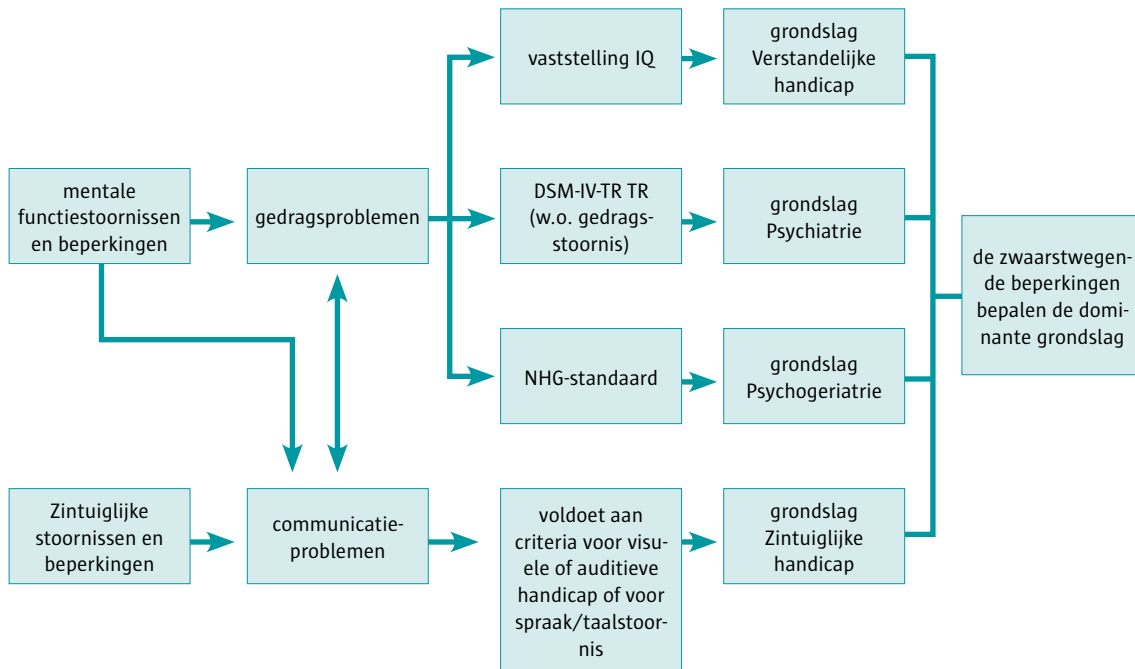 vaststelling IQ
grondslag
Verstandelijke
handicap
mentale
functiestoornissen
en beperkingen
gedragsproblemen
DSM-IV-TR TR
(w.o. gedrags-
stoornis)
grondslag
Psychiatrie
de zwaarstwegen-
de beperkingen
bepalen de domi-
nante grondslag
NHG-standaard
grondslag
Psychogeriatrie
Zintuiglijke
stoornissen en
beperkingen
communicatie-
problemen
voldoet aan
criteria voor visu-
ele of auditieve
handicap of voor
spraak/taalstoor-
nis
grondslag
Zintuiglijke
handicap